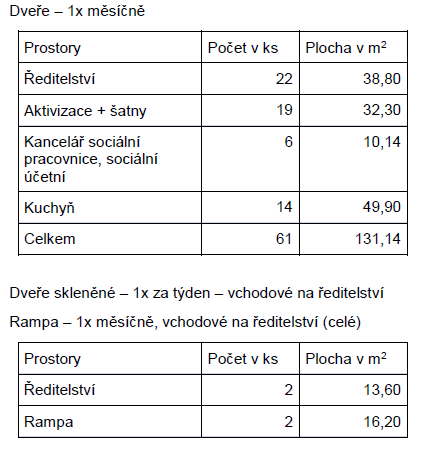 Dveře – 1x měsíčně
Prostory Počet v ks Plocha v m²
Ředitelství 22 38,80
Aktivizace + šatny 19 32,30
Kancelář sociální 6 10,14
pracovnice, sociální
účetní
Kuchyň 14 49,90
Celkem 61 131,14
Dveře skleněné – 1x za týden – vchodové na ředitelství
Rampa – 1x měsíčně, vchodové na ředitelství (celé)
Prostory Počet v ks Plocha v m²
Ředitelství 2 13,60
Rampa 2 16,20